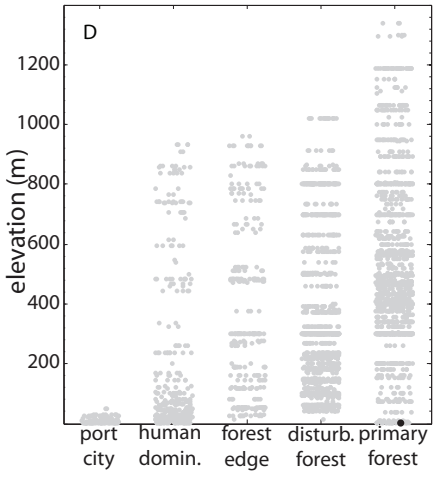 D
1200
1000
800
600
400
200
elevation (m)
port city
human domin.
forest edge
disturb. forest
primary forest